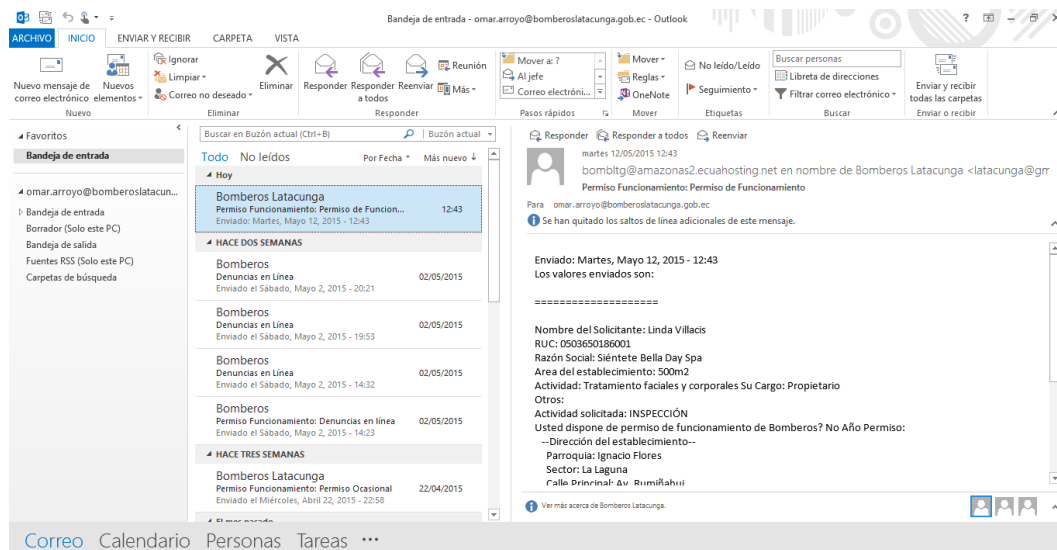 Bandeja de entrada - omar.arroyo@bomberoslatacunga.gob.ec - Outlook
ARCHIVO INICIO ENVIAR Y RECIBIR CARPETA VISTA
Nuevo mensaje de correo electrónico
Nuevos elementos
Nuevo
Ignorar
Limpiar
Correo no deseado
Eliminar
Eliminar
Responder
Responder a todos
Reenviar
Reunión
Más
Responder
Mover a: ?
Al jefe
Correo electróni...
Pasos rápidos
Mover
Reglas
OneNote
Mover
No leído/Leído
Seguimiento
Etiquetas
Buscar personas
Libreta de direcciones
Filtrar correo electrónico
Buscar
Enviar y recibir todas las carpetas
Enviar o recibir
Favoritos
Bandeja de entrada
omar.arroyo@bomberoslatacun...
Bandeja de entrada
Borrador (Solo este PC)
Bandeja de salida
Fuentes RSS (Solo este PC)
Carpetas de búsqueda
Buscar en Buzón actual (Ctrl+B) Buzón actual
Todo No leídos Por Fecha Más nuevo
Hoy
Bomberos Latacunga
Permiso Funcionamiento: Permiso de Funcion... 12:43
Enviado: Martes, Mayo 12, 2015 - 12:43
HACE DOS SEMANAS
Bomberos
Denuncias en Línea 02/05/2015
Enviado el Sábado, Mayo 2, 2015 - 20:21
Bomberos
Denuncias en Línea 02/05/2015
Enviado el Sábado, Mayo 2, 2015 - 19:53
Bomberos
Denuncias en Línea 02/05/2015
Enviado el Sábado, Mayo 2, 2015 - 14:32
Bomberos
Permiso Funcionamiento: Denuncias en línea 02/05/2015
Enviado el Sábado, Mayo 2, 2015 - 14:23
HACE TRES SEMANAS
Bomberos Latacunga
Permiso Funcionamiento: Permiso Ocasional 22/04/2015
Enviado el Miércoles, Abril 22, 2015 - 22:58
El mes pasado
Responder Responder a todos Reenviar
martes 12/05/2015 12:43
bombltg@amazonas2.ecuahosting.net en nombre de Bomberos Latacunga <latacunga@gm
Permiso Funcionamiento: Permiso de Funcionamiento
Para omar.arroyo@bomberoslatacunga.gob.ec
Se han quitado los saltos de línea adicionales de este mensaje.
Enviado: Martes, Mayo 12, 2015 - 12:43
Los valores enviados son:
=====================
Nombre del Solicitante: Linda Villacis
RUC: 0503650186001
Razón Social: Siéntete Bella Day Spa
Area del establecimiento: 500m2
Actividad: Tratamiento faciales y corporales Su Cargo: Propietario
Otros:
Actividad solicitada: INSPECCIÓN
Usted dispone de permiso de funcionamiento de Bomberos? No Año Permiso:
--Dirección del establecimiento--
Parroquia: Ignacio Flores
Sector: La Laguna
Calle Principal: Av. Rumiñahui
Ver más acerca de Bomberos Latacunga.
Correo Calendario Personas Tareas ···